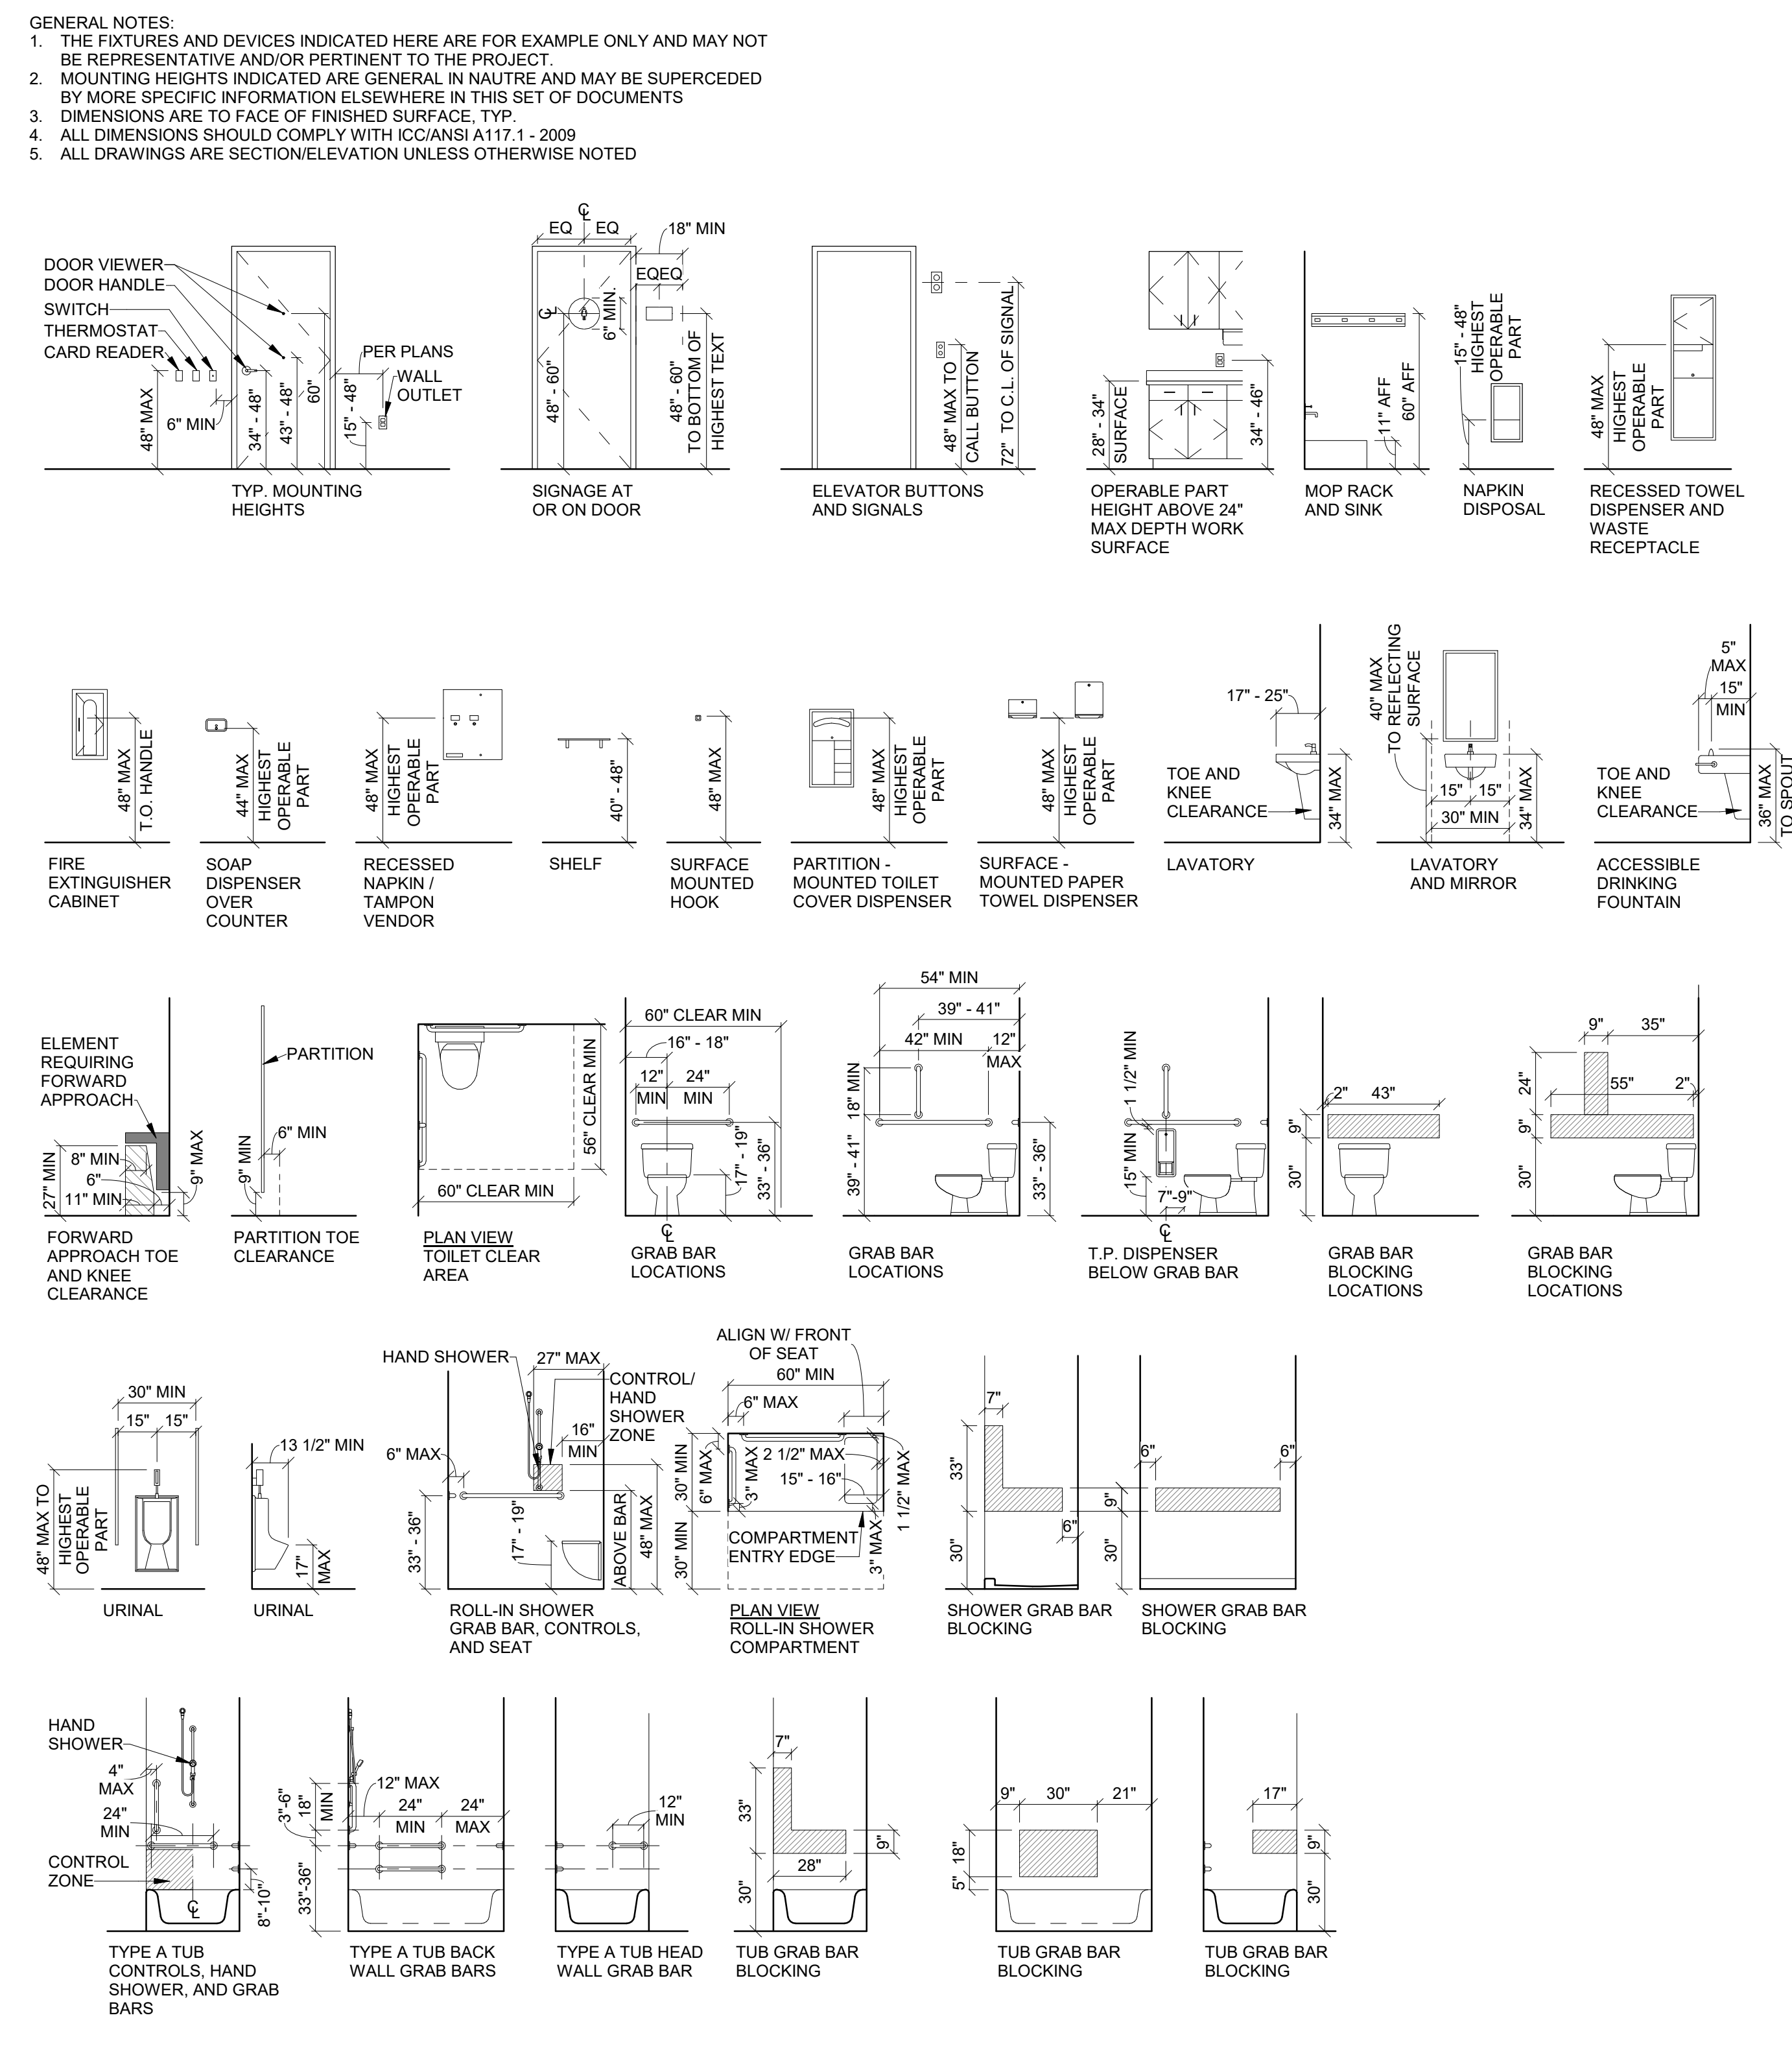 GENERAL NOTES:
1. THE FIXTURES AND DEVICES INDICATED HERE ARE FOR EXAMPLE ONLY AND MAY NOT
BE REPRESENTATIVE AND/OR PERTINENT TO THE PROJECT.
2. MOUNTING HEIGHTS INDICATED ARE GENERAL IN NAUTRE AND MAY BE SUPERCEDED
BY MORE SPECIFIC INFORMATION ELSEWHERE IN THIS SET OF DOCUMENTS
3. DIMENSIONS ARE TO FACE OF FINISHED SURFACE, TYP.
4. ALL DIMENSIONS SHOULD COMPLY WITH ICC/ANSI A117.1 - 2009
5. ALL DRAWINGS ARE SECTION/ELEVATION UNLESS OTHERWISE NOTED
DOOR VIEWER
DOOR HANDLE
SWITCH
THERMOSTAT
CARD READER
48" MAX
6" MIN
34" - 48"
43" - 48"
60"
PER PLANS
15" - 48"
WALL
OUTLET
TYP. MOUNTING
HEIGHTS
CL
EQ
EQ
18" MIN
EQ
EQ
CL
6" MIN.
48" - 60"
48" - 60"
TO BOTTOM OF
HIGHEST TEXT
SIGNAGE AT
OR ON DOOR
48" MAX TO
CALL BUTTON
72" TO C.L. OF SIGNAL
ELEVATOR BUTTONS
AND SIGNALS
28" - 34"
SURFACE
34" - 46"
OPERABLE PART
HEIGHT ABOVE 24"
MAX DEPTH WORK
SURFACE
11" AFF
60" AFF
MOP RACK
AND SINK
15" - 48"
HIGHEST
OPERABLE
PART
NAPKIN
DISPOSAL
48" MAX
HIGHEST
OPERABLE
PART
RECESSED TOWEL
DISPENSER AND
WASTE
RECEPTACLE
48" MAX
T.O. HANDLE
FIRE
EXTINGUISHER
CABINET
44" MAX
HIGHEST
OPERABLE
PART
SOAP
DISPENSER
OVER
COUNTER
48" MAX
HIGHEST
OPERABLE
PART
RECESSED
NAPKIN /
TAMPON
VENDOR
40" - 48"
SHELF
48" MAX
SURFACE
MOUNTED
HOOK
48" MAX
HIGHEST
OPERABLE
PART
PARTITION -
MOUNTED TOILET
COVER DISPENSER
48" MAX
HIGHEST
OPERABLE
PART
SURFACE -
MOUNTED PAPER
TOWEL DISPENSER
17" - 25"
TOE AND
KNEE
CLEARANCE
34" MAX
LAVATORY
40" MAX
TO REFLECTING
SURFACE
15"
15"
30" MIN
34" MAX
LAVATORY
AND MIRROR
5"
MAX
15"
MIN
TOE AND
KNEE
CLEARANCE
36" MAX
TO SPOUT
ACCESSIBLE
DRINKING
FOUNTAIN
ELEMENT
REQUIRING
FORWARD
APPROACH
27" MIN
8" MIN
6"
11" MIN
9" MAX
FORWARD
APPROACH TOE
AND KNEE
CLEARANCE
PARTITION
6" MIN
9" MIN
PARTITION TOE
CLEARANCE
56" CLEAR MIN
60" CLEAR MIN
PLAN VIEW
TOILET CLEAR
AREA
60" CLEAR MIN
16" - 18"
12"
MIN
24"
MIN
17" - 19"
33" - 36"
CL
GRAB BAR
LOCATIONS
54" MIN
39" - 41"
42" MIN
12"
MAX
18" MIN
39" - 41"
33" - 36"
GRAB BAR
LOCATIONS
1 1/2" MIN
15" MIN
7"-9"
CL
T.P. DISPENSER
BELOW GRAB BAR
2"
43"
9"
30"
GRAB BAR
BLOCKING
LOCATIONS
9"
35"
24"
55"
2"
9"
30"
GRAB BAR
BLOCKING
LOCATIONS
30" MIN
15"
15"
48" MAX TO
HIGHEST
OPERABLE
PART
URINAL
13 1/2" MIN
17"
MAX
URINAL
HAND SHOWER
27" MAX
CONTROL/
HAND
SHOWER
ZONE
16"
MIN
6" MAX
33" - 36"
17" - 19"
ABOVE BAR
48" MAX
ROLL-IN SHOWER
GRAB BAR, CONTROLS,
AND SEAT
ALIGN W/ FRONT
OF SEAT
60" MIN
6" MAX
30" MIN
6" MAX
3" MAX
2 1/2" MAX
15" - 16"
1 1/2" MAX
30" MIN
COMPARTMENT
ENTRY EDGE
3" MAX
PLAN VIEW
ROLL-IN SHOWER
COMPARTMENT
7"
33"
30"
6"
SHOWER GRAB BAR
BLOCKING
6"
6"
9"
30"
SHOWER GRAB BAR
BLOCKING
HAND
SHOWER
4"
MAX
24"
MIN
CONTROL
ZONE
CL
8"-10"
TYPE A TUB
CONTROLS, HAND
SHOWER, AND GRAB
BARS
3"-6"
18"
MIN
12" MAX
24"
MIN
24"
MAX
33"-36"
TYPE A TUB BACK
WALL GRAB BARS
12"
MIN
TYPE A TUB HEAD
WALL GRAB BAR
7"
33"
9"
28"
30"
TUB GRAB BAR
BLOCKING
9"
30"
21"
18"
5"
TUB GRAB BAR
BLOCKING
17"
9"
30"
TUB GRAB BAR
BLOCKING